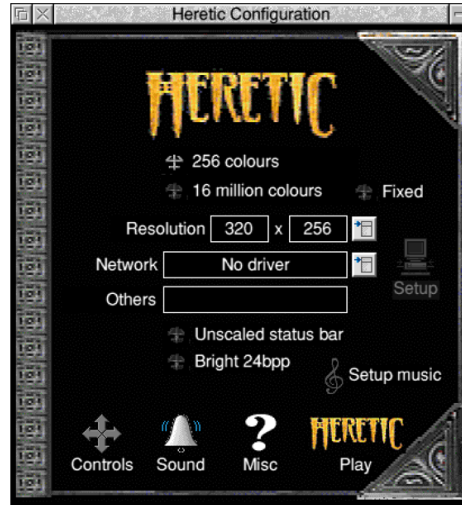 Heretic Configuration
HERETIC
256 colours
16 million colours Fixed
Resolution 320 x 256
Network No driver
Setup
Others
Unscaled status bar
Bright 24bpp
Setup music
HERETIC
Controls Sound Misc Play